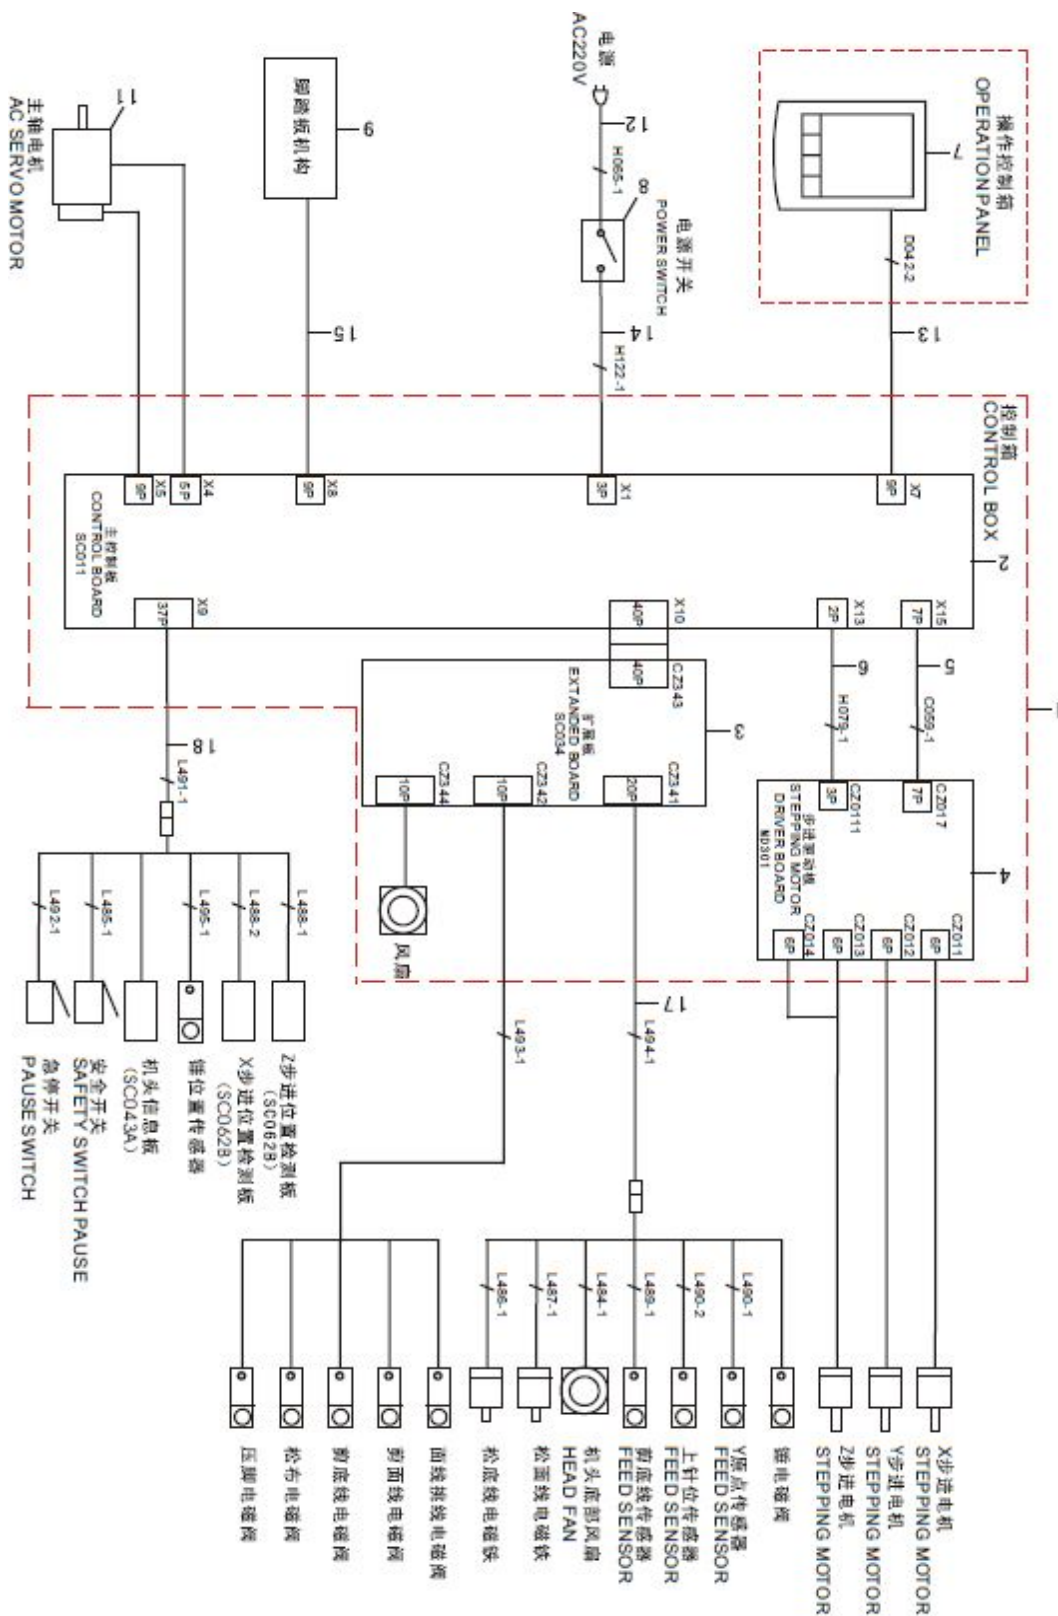 操作控制箱
OPERATION PANEL
7
D042-2
13
电源
AC220V
12
H065-1
8
电源开关
POWER SWITCH
14
H122-1
脚踏板机构
9
15
11
主轴电机
AC SERVO MOTOR
控制箱
CONTROL BOX
1
2
X7
9P
X1
3P
X8
9P
X4
5P
X5
9P
主控制板
CONTROL BOARD
SC011
X15
7P
X13
2P
X10
40P
X9
37P
5
C059-1
6
H079-1
CZ343
40P
扩展板
EXTANDED BOARD
SC034
3
CZ341
20P
CZ342
10P
CZ344
10P
风扇
CZ017
7P
CZ0111
3P
步进驱动板
STEPPING MOTOR
DRIVER BOARD
MD301
4
CZ011
6P
CZ012
6P
CZ013
6P
CZ014
6P
18
L491-1
L488-1
L488-2
L495-1
L485-1
L492-1
Z步进位置检测板
(SC062B)
X步进位置检测板
(SC062B)
锤位置传感器
机头信息板
(SC043A)
安全开关
SAFETY SWITCH PAUSE
急停开关
PAUSE SWITCH
17
L494-1
L493-1
L490-1
L490-2
L489-1
L484-1
L487-1
L486-1
X步进电机
STEPPING MOTOR
Y步进电机
STEPPING MOTOR
Z步进电机
STEPPING MOTOR
锤电磁阀
Y原点传感器
FEED SENSOR
上针位传感器
FEED SENSOR
剪底线传感器
FEED SENSOR
机头底部风扇
HEAD FAN
松面线电磁铁
松底线电磁铁
面线挑线电磁阀
剪面线电磁阀
剪底线电磁阀
松布电磁阀
压脚电磁阀